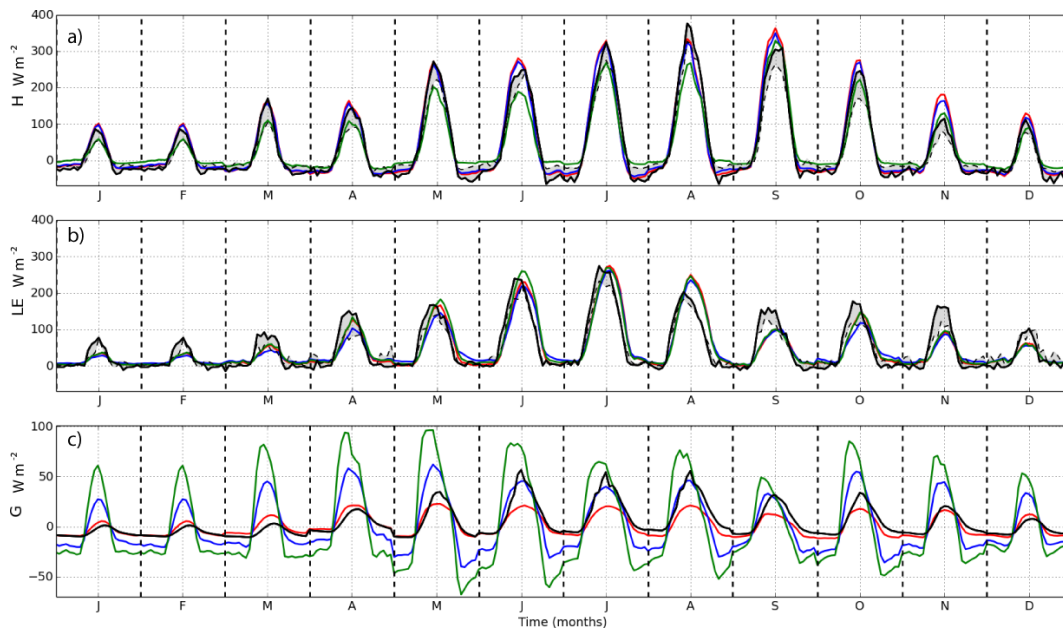 a)
H W m⁻²
400
300
200
100
0
J F M A M J J A S O N D
b)
LE W m⁻²
400
300
200
100
0
J F M A M J J A S O N D
c)
G W m⁻²
100
50
0
−50
J F M A M J J A S O N D
Time (months)